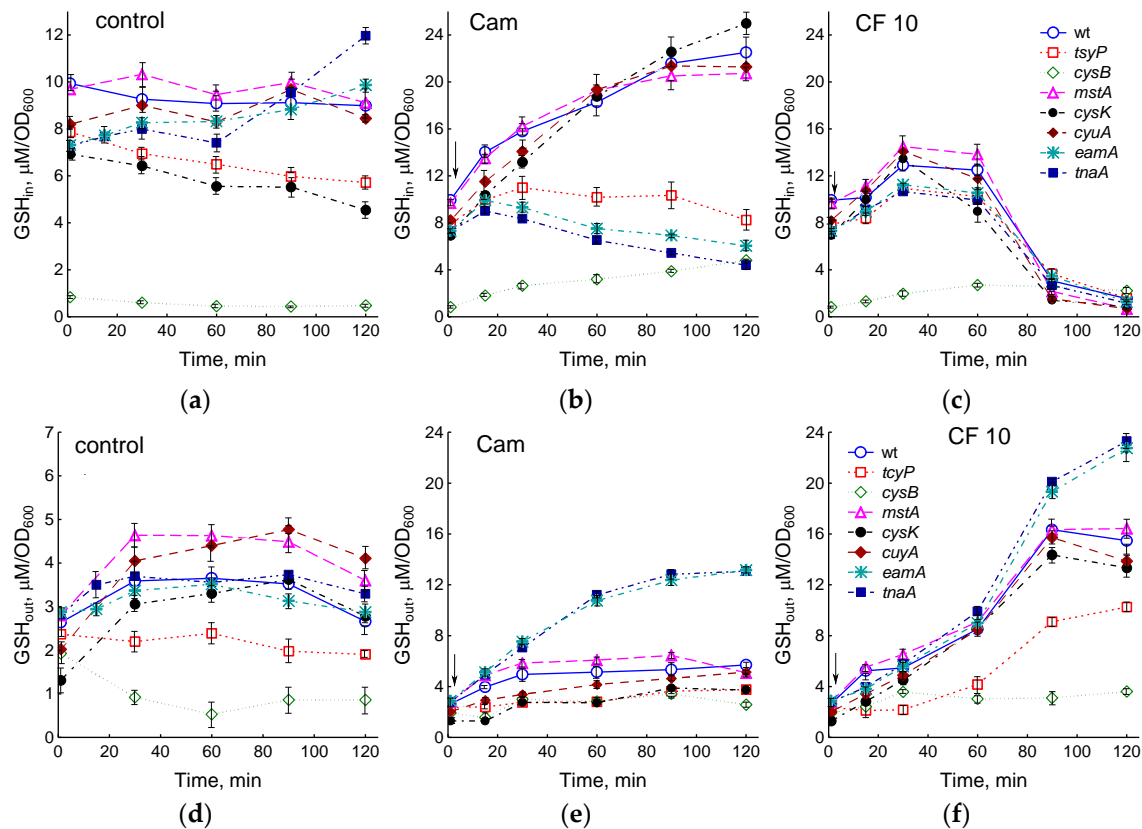 control
Cam
CF 10
GSHin, µM/OD600
12
10
8
6
4
2
0
0 20 40 60 80 100 120
Time, min
(a)
GSHin, µM/OD600
24
20
16
12
8
4
0
0 20 40 60 80 100 120
Time, min
(b)
GSHin, µM/OD600
24
20
16
12
8
4
0
0 20 40 60 80 100 120
Time, min
(c)
wt
tsyP
cysB
mstA
cysK
cyuA
eamA
tnaA
control
Cam
CF 10
GSHout, µM/OD600
7
6
5
4
3
2
1
0
0 20 40 60 80 100 120
Time, min
(d)
GSHout, µM/OD600
24
20
16
12
8
4
0
0 20 40 60 80 100 120
Time, min
(e)
GSHout, µM/OD600
24
20
16
12
8
4
0
0 20 40 60 80 100 120
Time, min
(f)
wt
tcyP
cysB
mstA
cysK
cuyA
eamA
tnaA